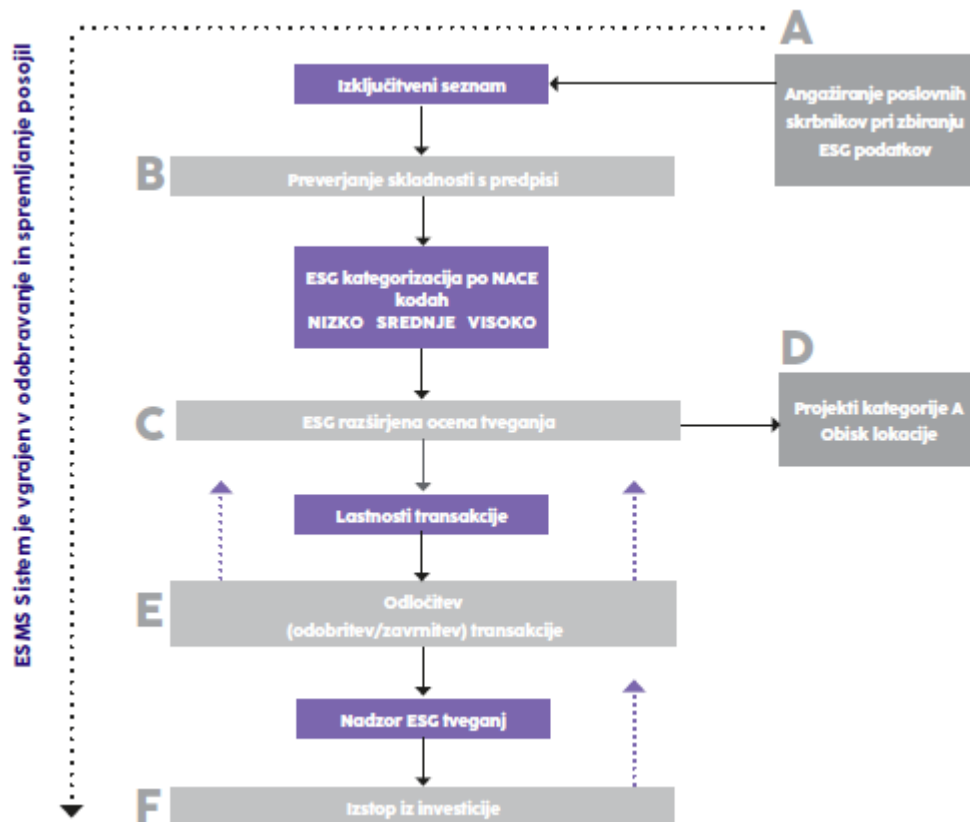 ESMS Sistem je vgrajen v odobravanje in spremljanje posojil
A
Angažiranje poslovnih
skrbnikov pri zbiranju
ESG podatkov
Izključitveni seznam
B
Preverjanje skladnosti s predpisi
ESG kategorizacija po NACE
kodah
NIZKO SREDNJE VISOKO
C
ESG razširjena ocena tveganja
D
Projekti kategorije A
Obisk lokacije
Lastnosti transakcije
E
Odločitev
(odobritev/zavrnitev) transakcije
Nadzor ESG tveganj
F
Izstop iz investicije